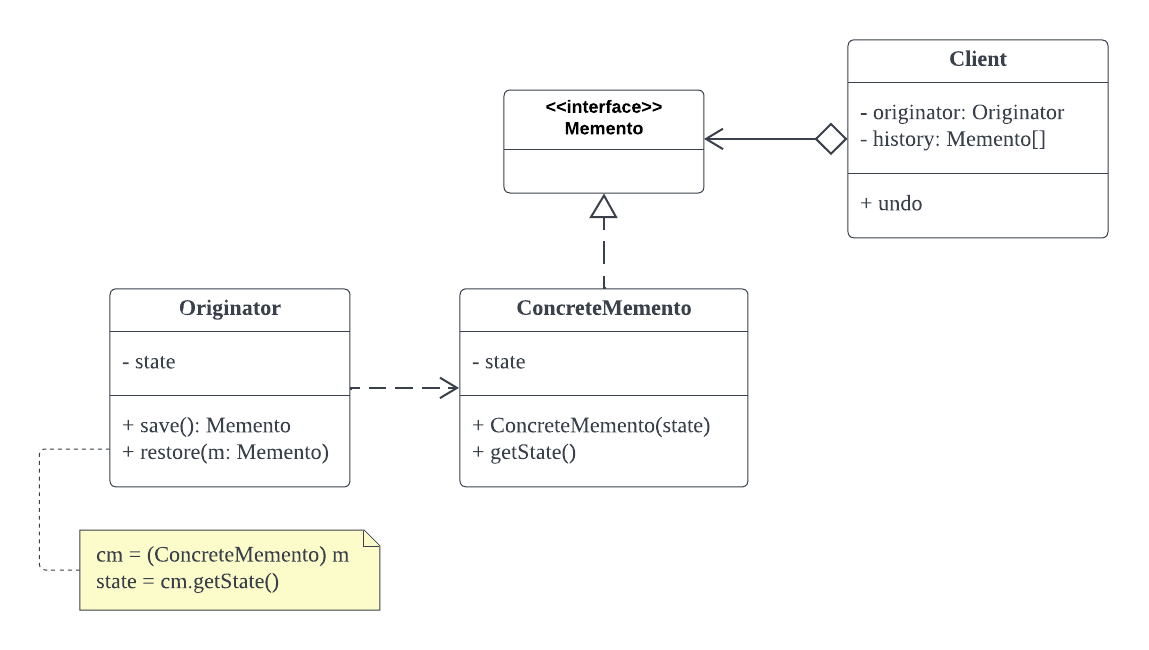 Client
- originator: Originator
- history: Memento[]
+ undo
<<interface>>
Memento
Originator
- state
+ save(): Memento
+ restore(m: Memento)
ConcreteMemento
- state
+ ConcreteMemento(state)
+ getState()
cm = (ConcreteMemento) m
state = cm.getState()